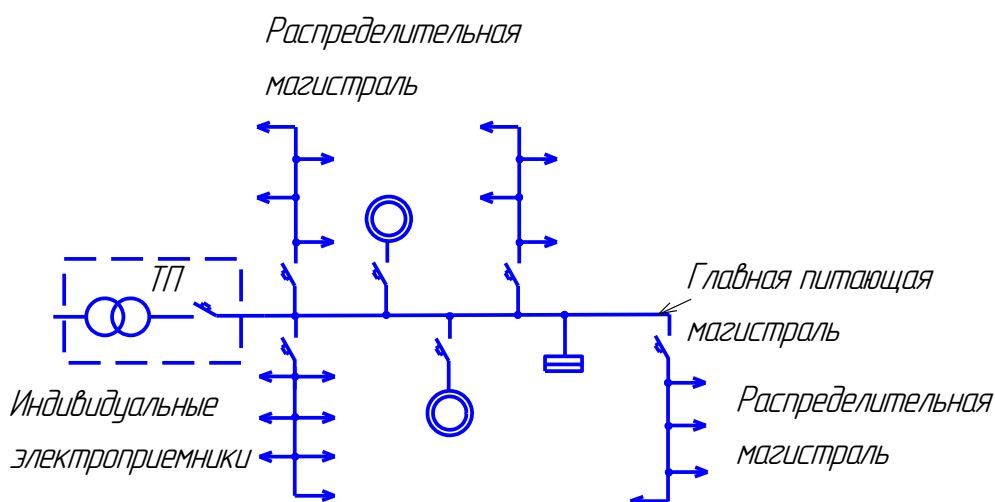 Распределительная
магистраль
ТП
Главная питающая
магистраль
Индивидуальные
электроприемники
Распределительная
магистраль